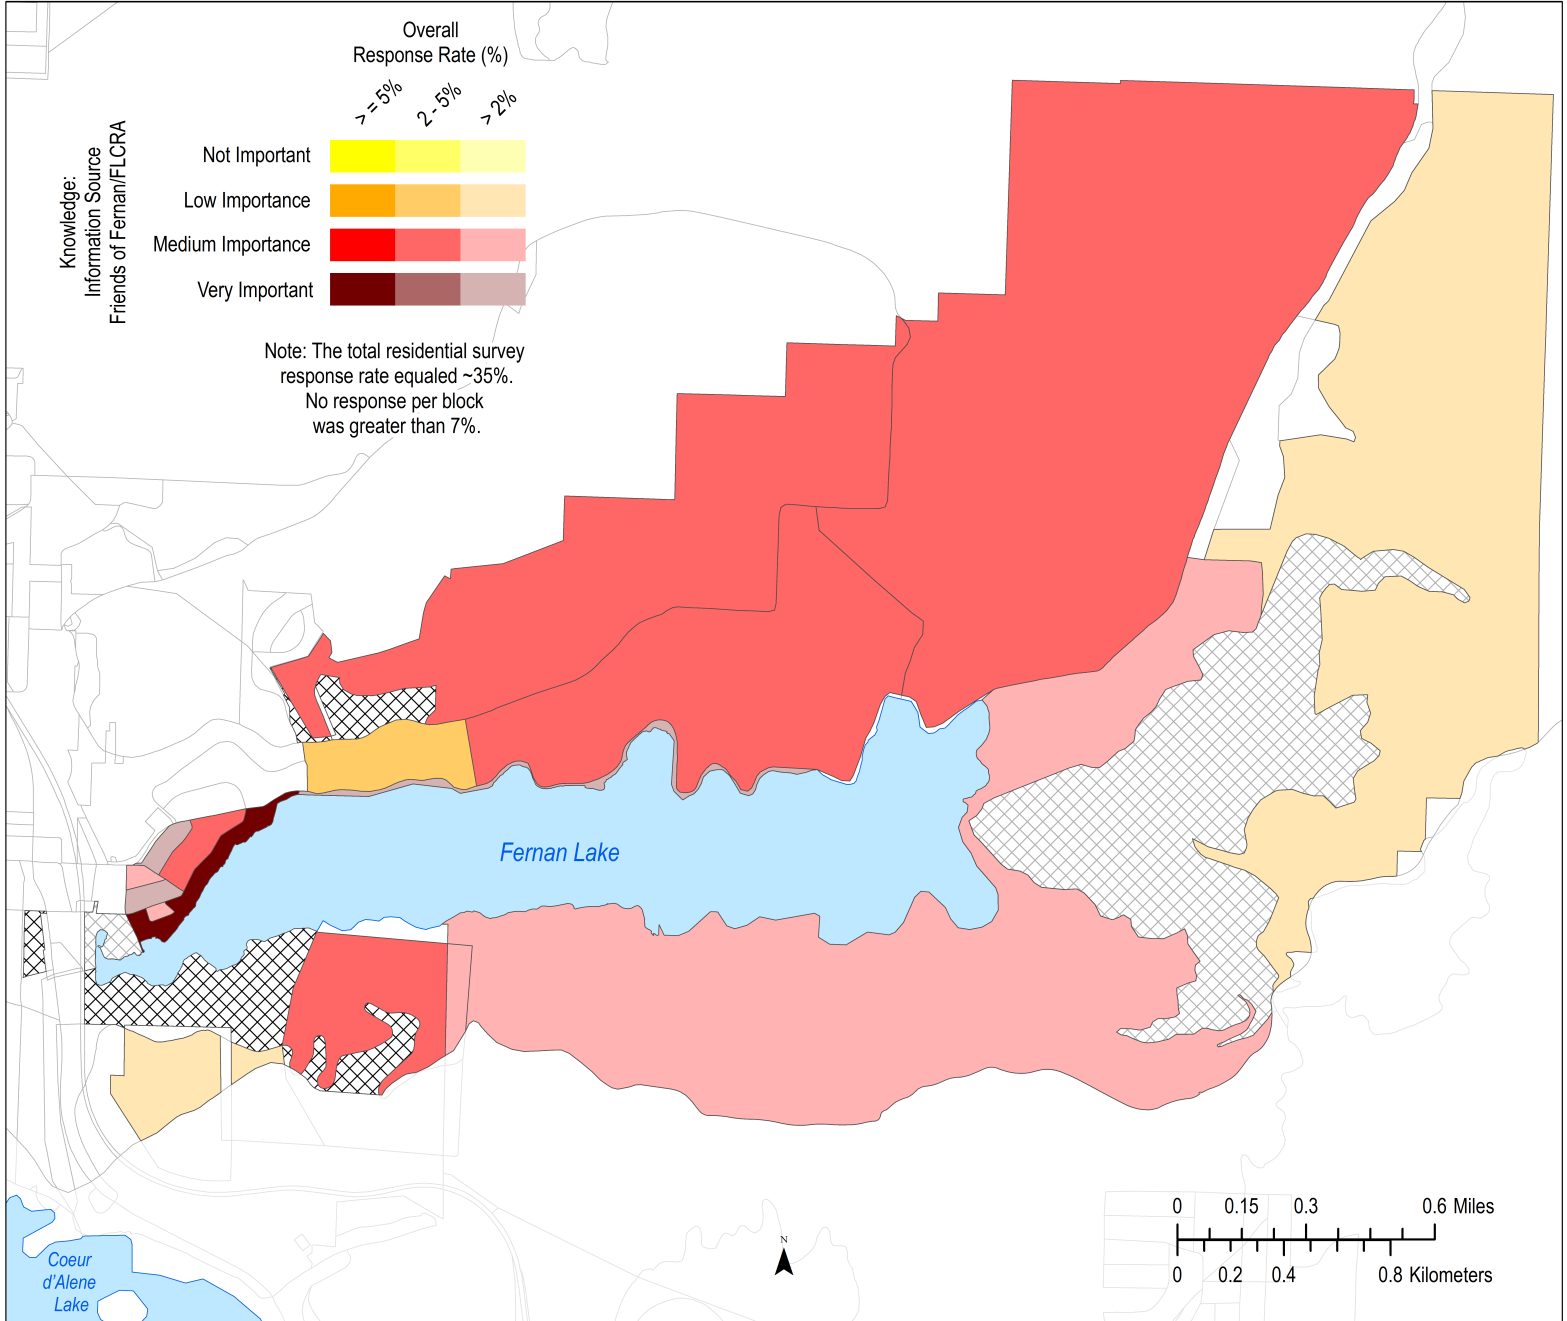 Overall
Response Rate (%)
> = 5%
2 - 5%
> 2%
Knowledge:
Information Source
Friends of Fernan/FLCRA
Not Important
Low Importance
Medium Importance
Very Important
Note: The total residential survey
response rate equaled ~35%.
No response per block
was greater than 7%.
Fernan Lake
Coeur
d'Alene
Lake
N
0 0.15 0.3 0.6 Miles
0 0.2 0.4 0.8 Kilometers